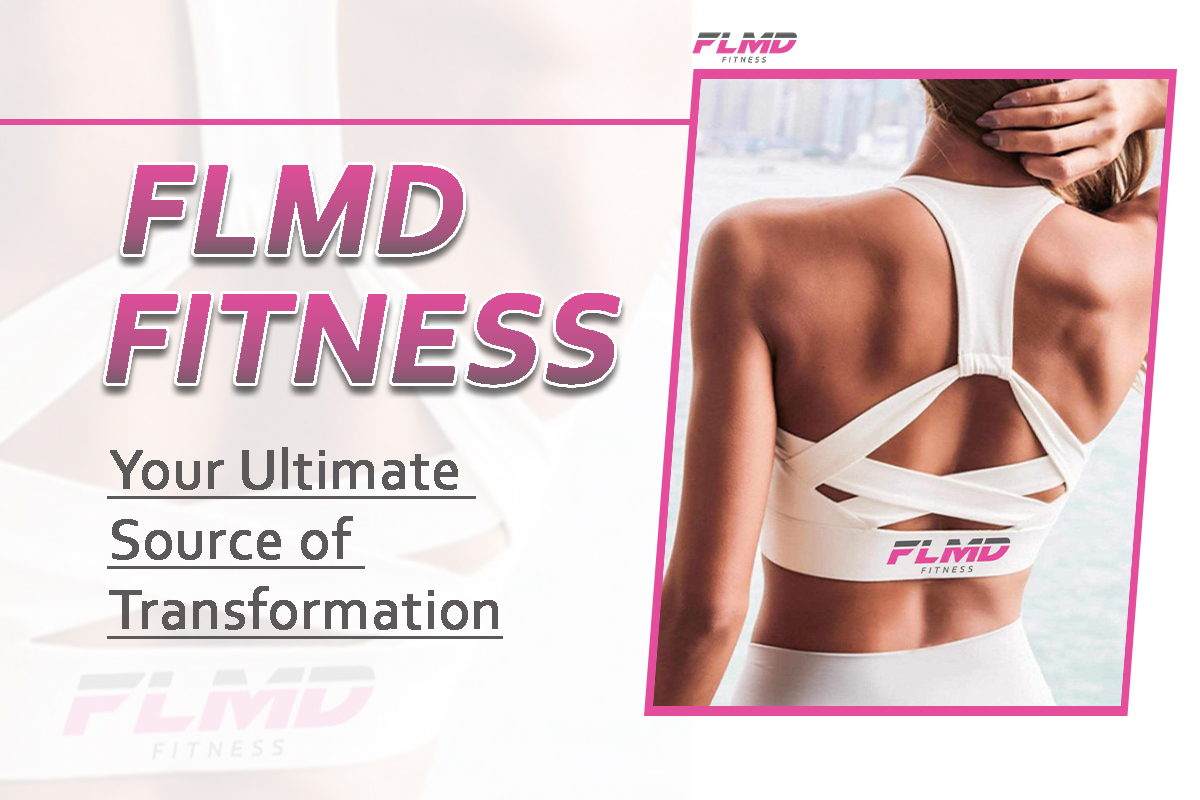 FLMD
FITNESS
FLMD
FITNESS
Your Ultimate
Source of
Transformation
FLMD
FITNESS
FLMD
FITNESS